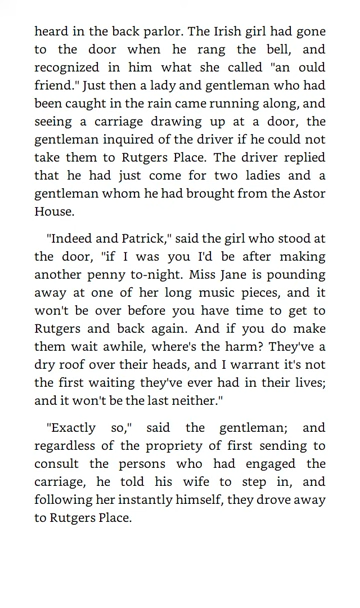 heard in the back parlor. The Irish girl had gone
to the door when he rang the bell, and
recognized in him what she called "an ould
friend." Just then a lady and gentleman who had
been caught in the rain came running along, and
seeing a carriage drawing up at a door, the
gentleman inquired of the driver if he could not
take them to Rutgers Place. The driver replied
that he had just come for two ladies and a
gentleman whom he had brought from the Astor
House.
"Indeed and Patrick," said the girl who stood at
the door, "if I was you I'd be after making
another penny to-night. Miss Jane is pounding
away at one of her long music pieces, and it
won't be over before you have time to get to
Rutgers and back again. And if you do make
them wait awhile, where's the harm? They've a
dry roof over their heads, and I warrant it's not
the first waiting they've ever had in their lives;
and it won't be the last neither."
"Exactly so," said the gentleman; and
regardless of the propriety of first sending to
consult the persons who had engaged the
carriage, he told his wife to step in, and
following her instantly himself, they drove away
to Rutgers Place.